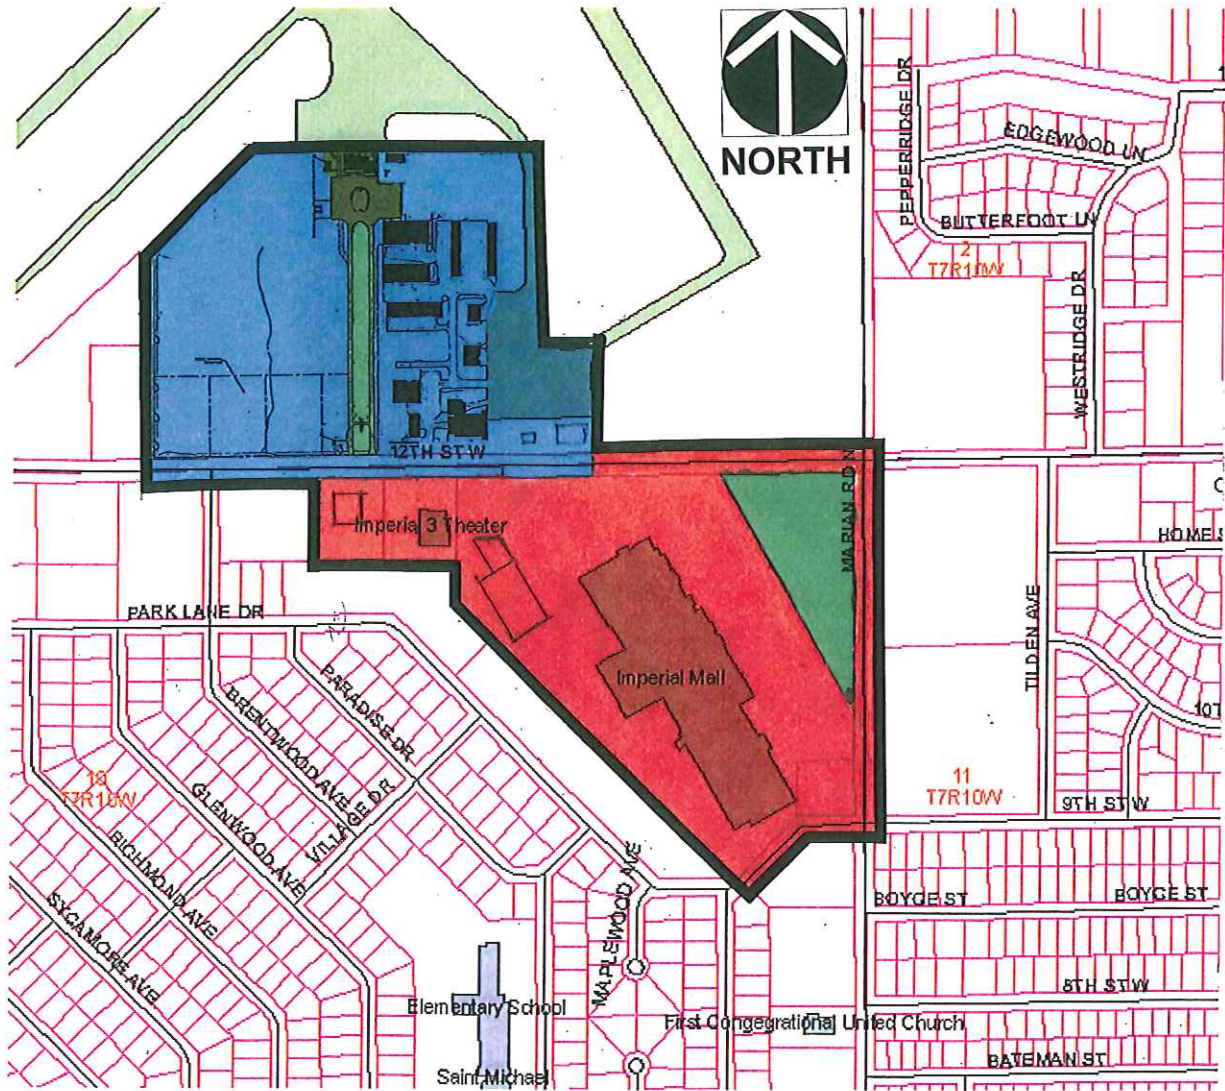 NORTH
PEPPERRIDGE DR
EDGEWOOD LN
BUTTERFOOT LN
2
T7R10W
WESTRIDGE DR
12TH ST W
MARIAN RD N
Imperial 3 Theater
HOME S
TILDEN AVE
PARK LANE DR
PARADISE DR
BRENTWOOD AVE
VILLAGE DR
GLENWOOD AVE
RICHMOND AVE
SYCAMORE AVE
10
T7R10W
Imperial Mall
10T
11
T7R10W
9TH ST W
MAPLEWOOD AVE
BOYCE ST
BOYCE ST
8TH ST W
Elementary School
First Congegrational United Church
BATEMAN ST
Saint Michael